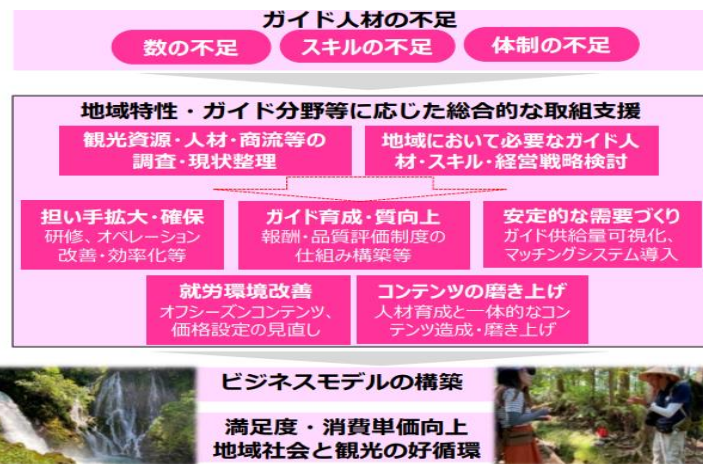 ガイド人材の不足
数の不足
スキルの不足
体制の不足
地域特性・ガイド分野等に応じた総合的な取組支援
観光資源・人材・商流等の
調査・現状整理
地域において必要なガイド人
材・スキル・経営戦略検討
担い手拡大・確保
研修、オペレーション
改善・効率化等
ガイド育成・質向上
報酬・品質評価制度の
仕組み構築等
安定的な需要づくり
ガイド供給量可視化、
マッチングシステム導入
就労環境改善
オフシーズンコンテンツ、
価格設定の見直し
コンテンツの磨き上げ
人材育成と一体的なコン
テンツ造成・磨き上げ
ビジネスモデルの構築
満足度・消費単価向上
地域社会と観光の好循環